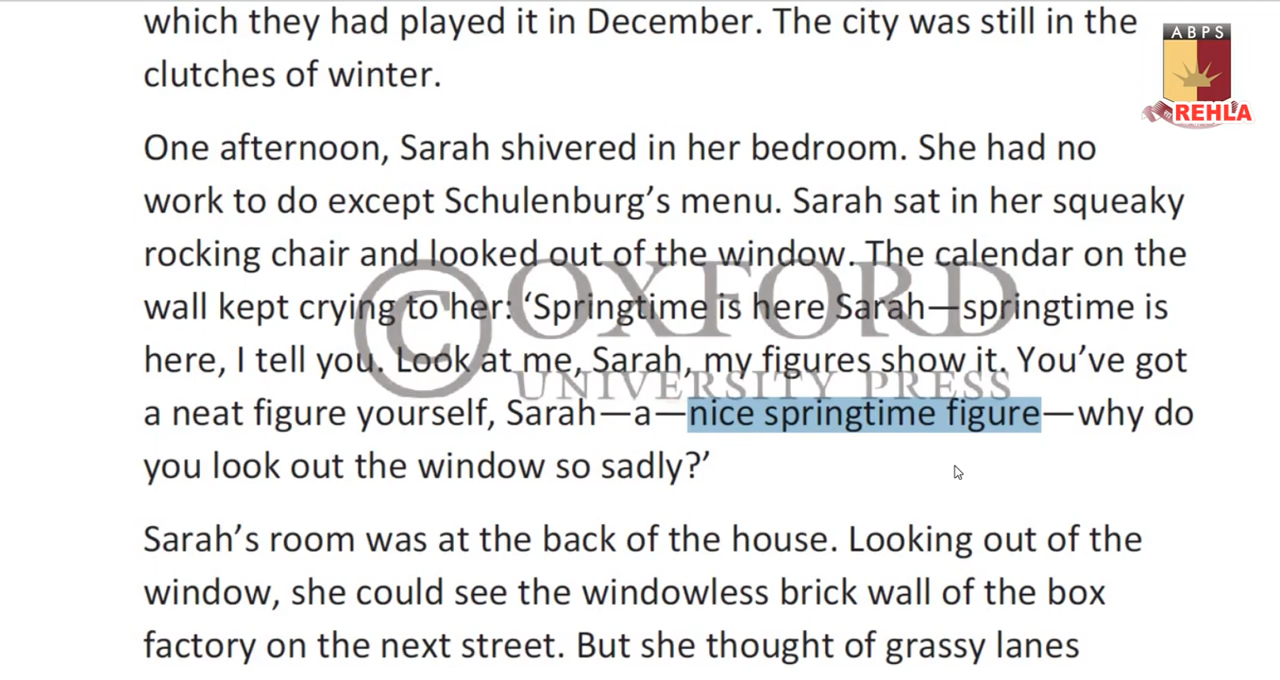 which they had played it in December. The city was still in the
clutches of winter.
ABPS
REHLA
One afternoon, Sarah shivered in her bedroom. She had no
work to do except Schulenburg’s menu. Sarah sat in her squeaky
rocking chair and looked out of the window. The calendar on the
wall kept crying to her: ‘Springtime is here Sarah—springtime is
here, I tell you. Look at me, Sarah, my figures show it. You’ve got
a neat figure yourself, Sarah—a—nice springtime figure—why do
you look out the window so sadly?’
© OXFORD
UNIVERSITY PRESS
Sarah’s room was at the back of the house. Looking out of the
window, she could see the windowless brick wall of the box
factory on the next street. But she thought of grassy lanes